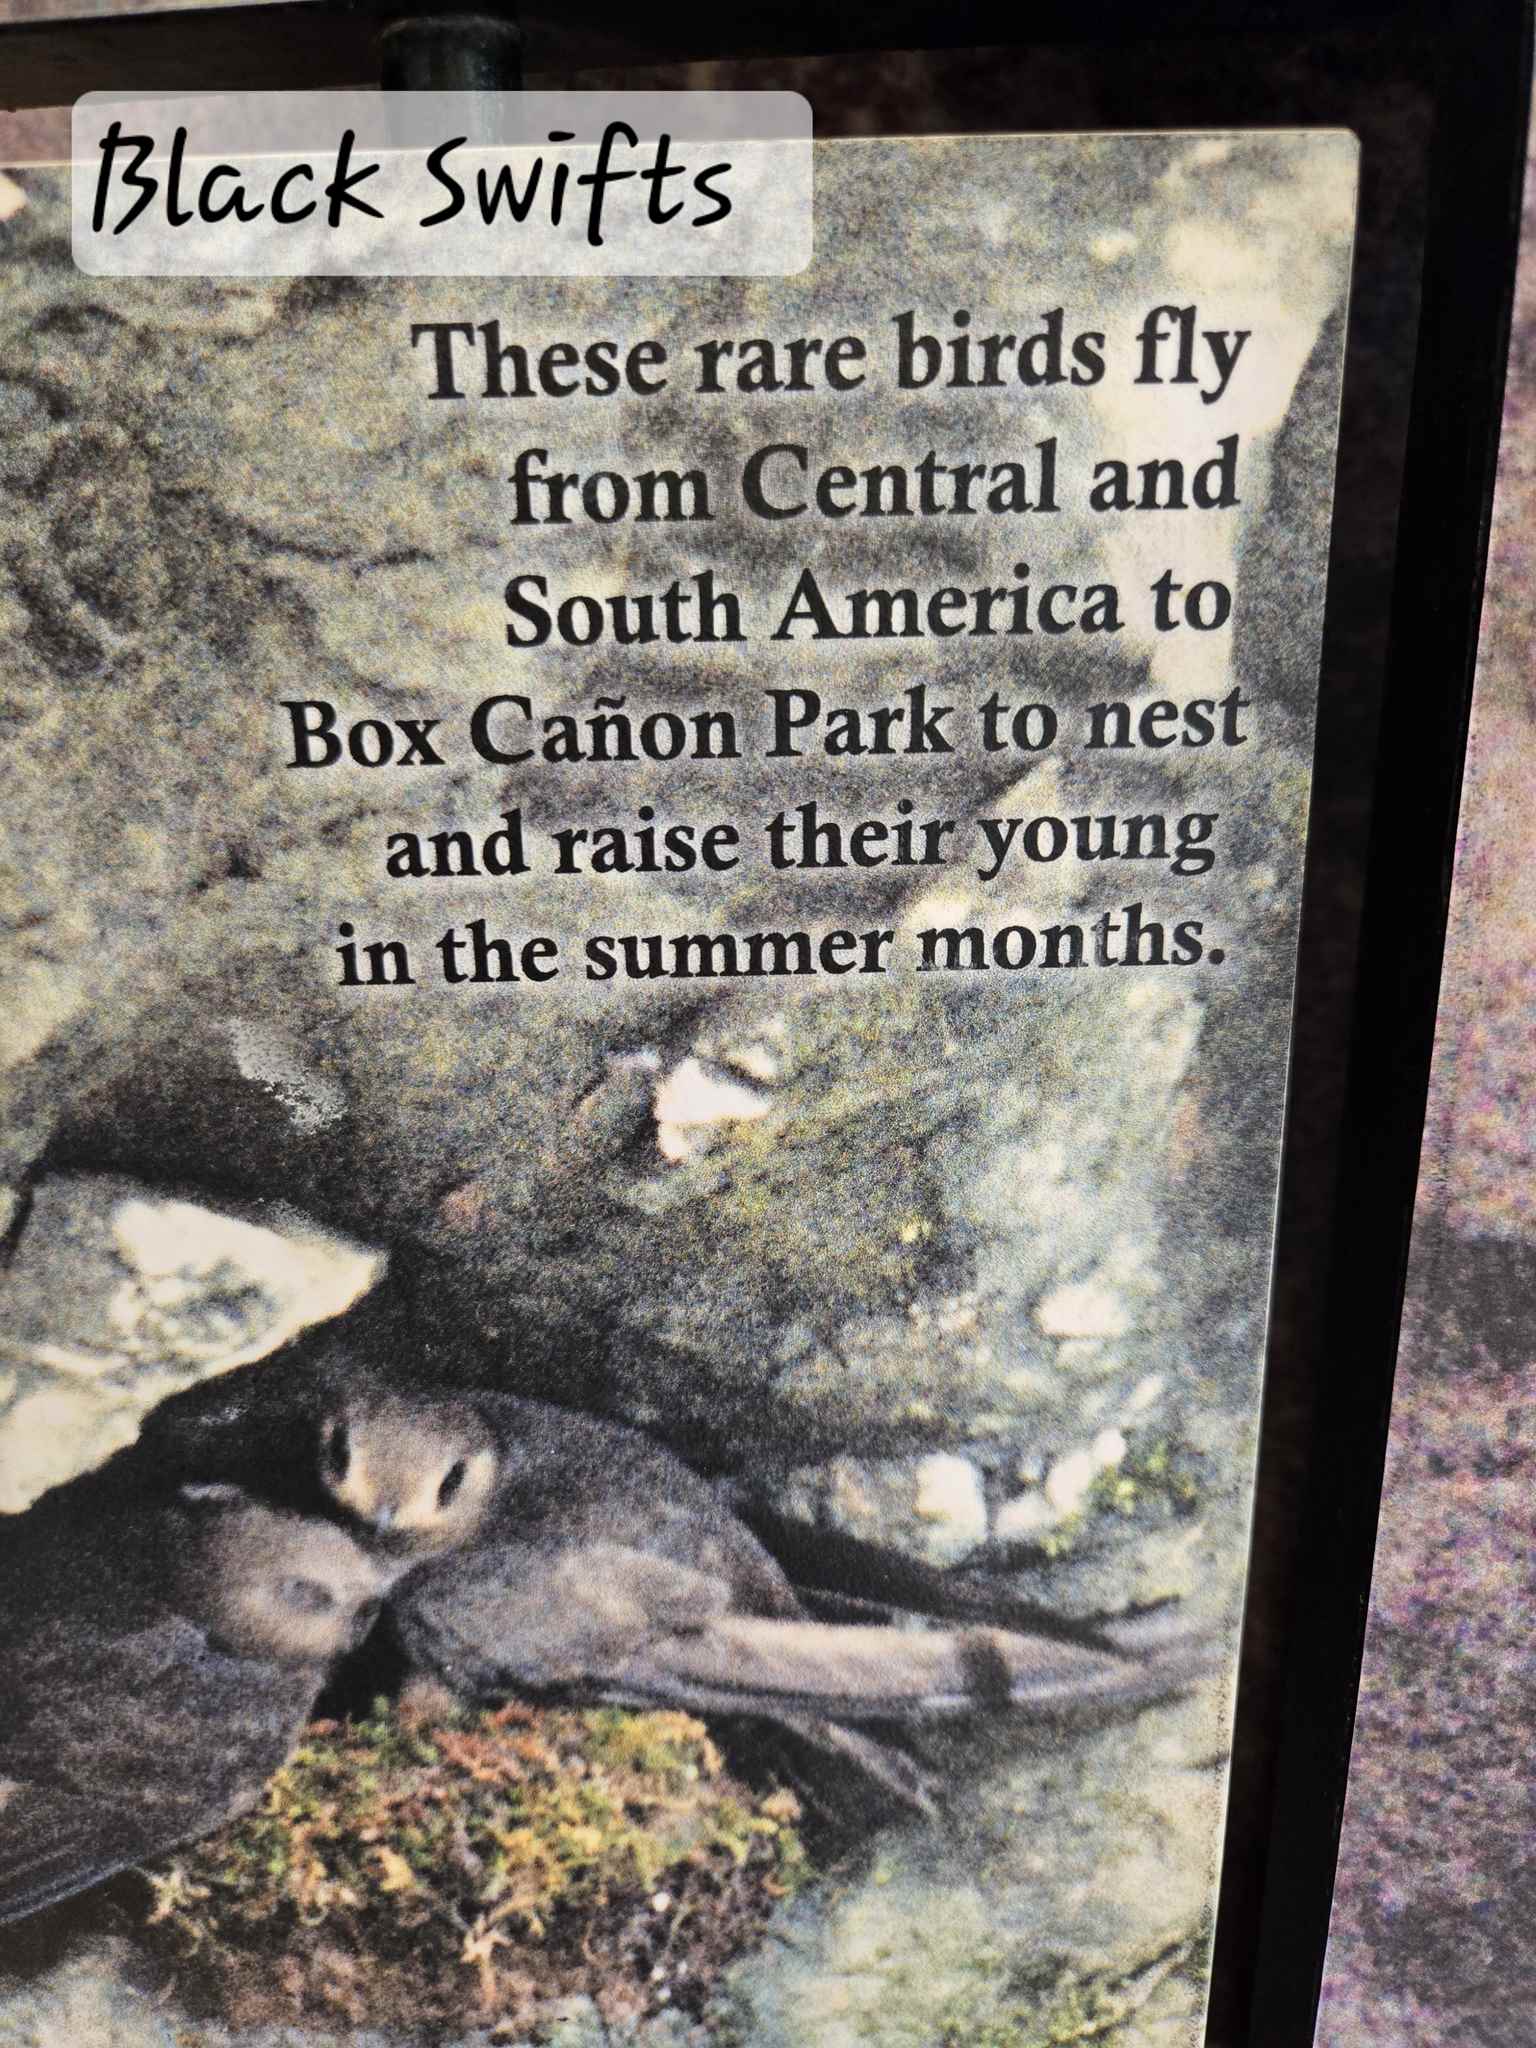 Black Swifts
These rare birds fly
from Central and
South America to
Box Cañon Park to nest
and raise their young
in the summer months.